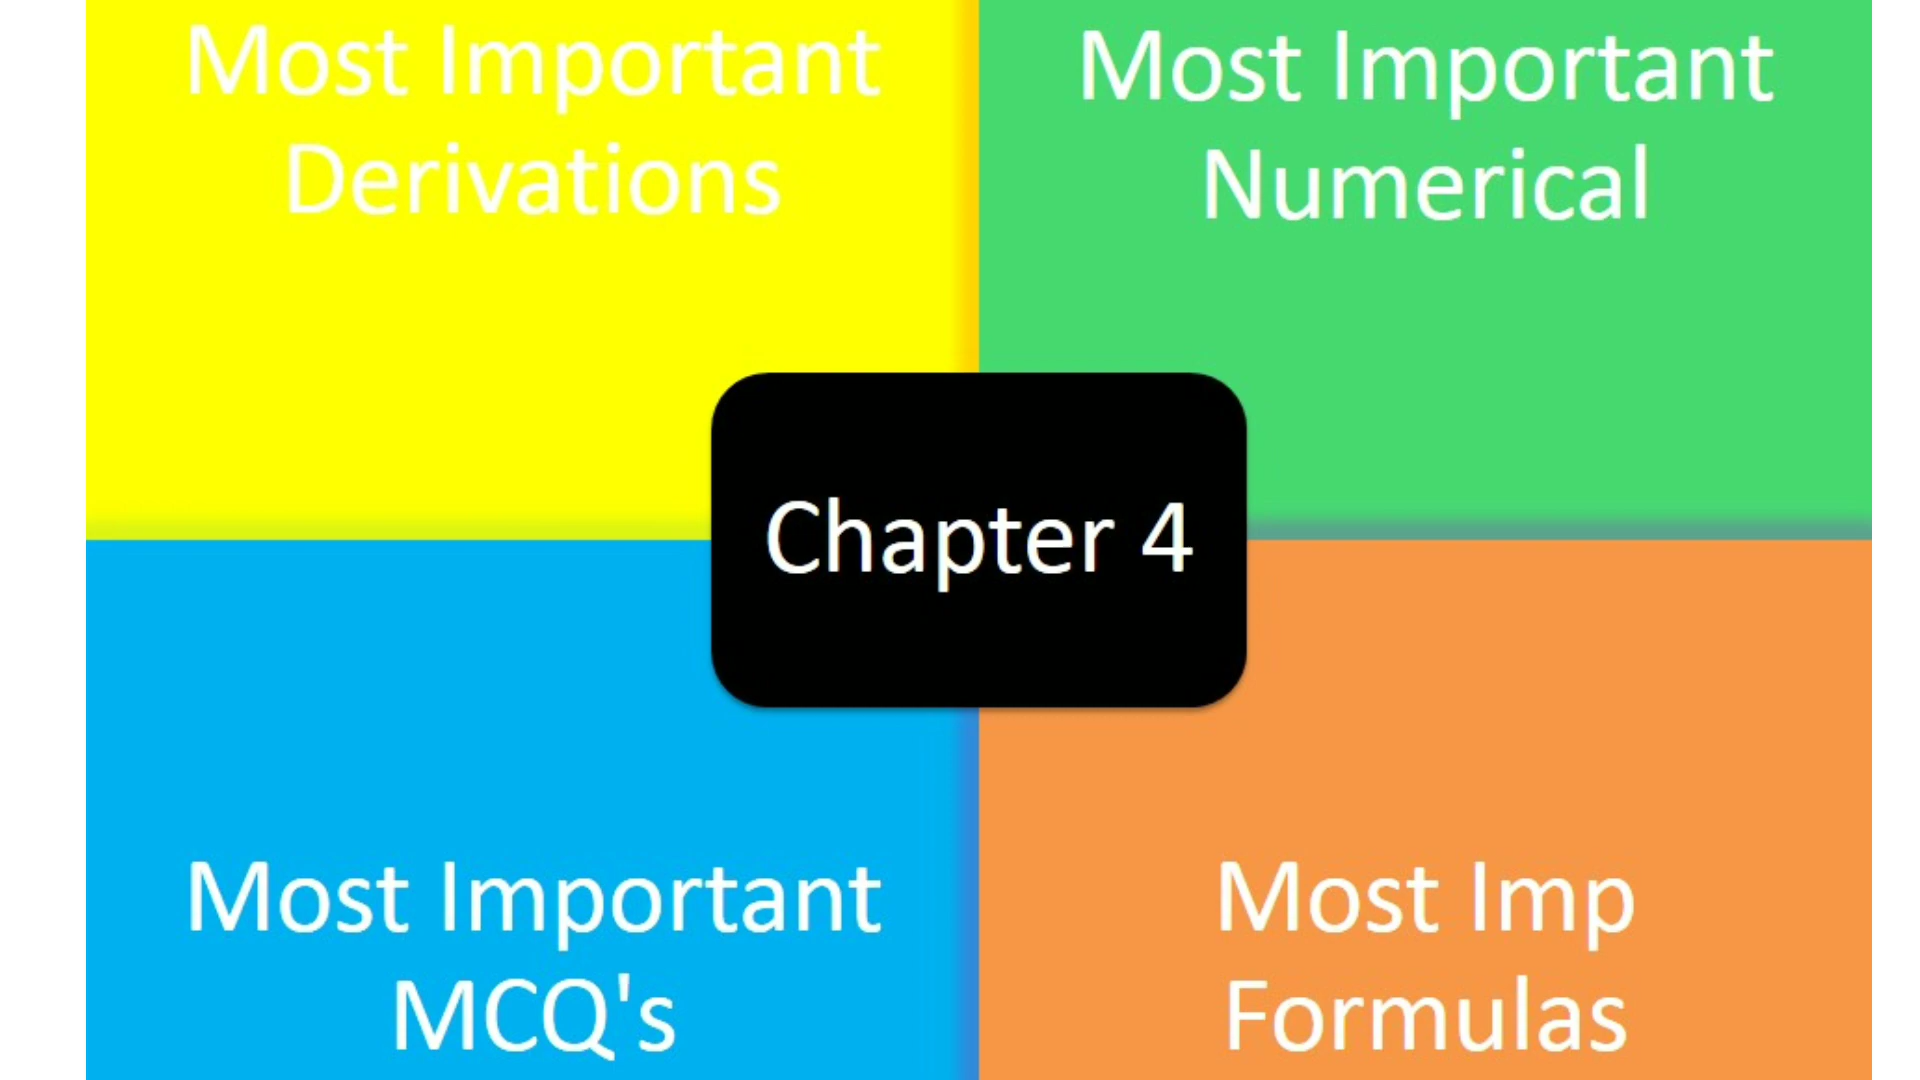 Most Important
Derivations
Most Important
Numerical
Chapter 4
Most Important
MCQ's
Most Imp
Formulas